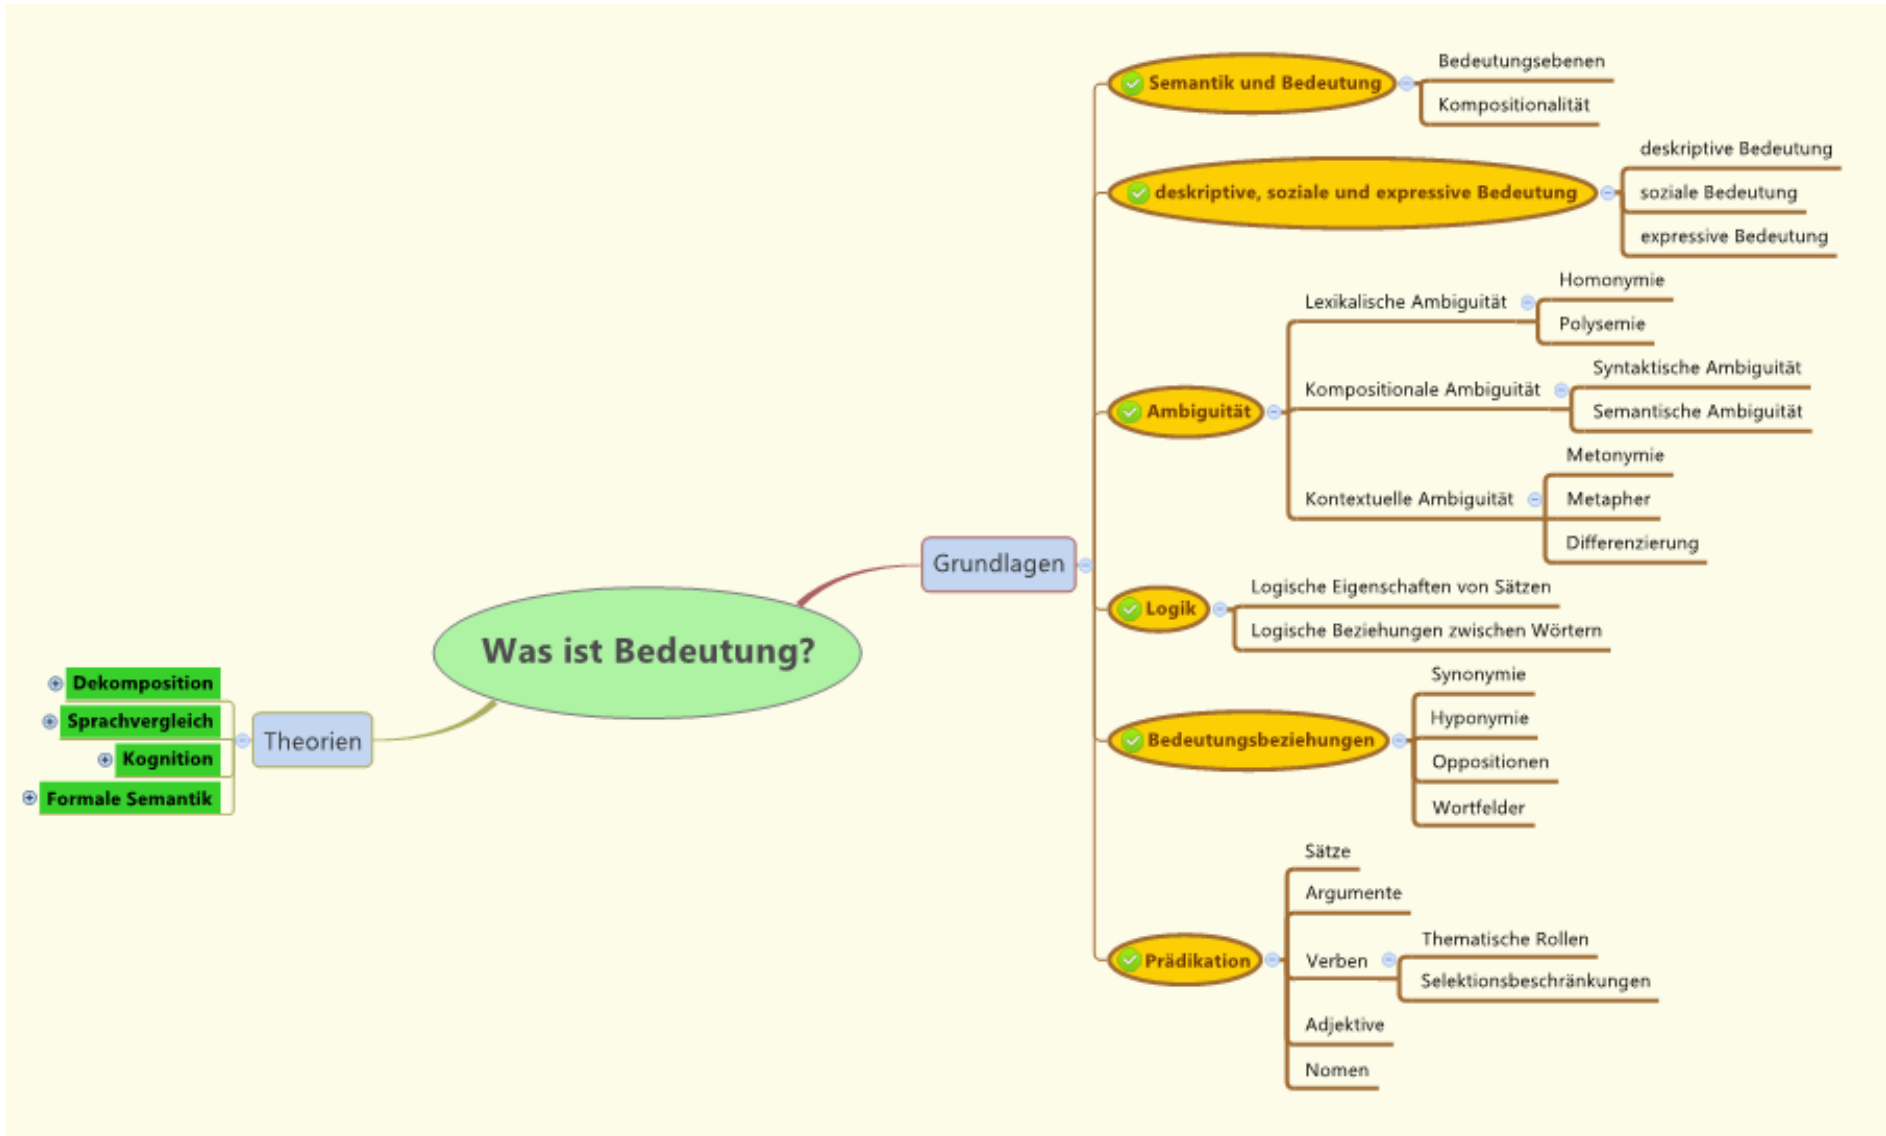 Was ist Bedeutung?
Grundlagen
Semantik und Bedeutung
Bedeutungsebenen
Kompositionalität
deskriptive, soziale und expressive Bedeutung
deskriptive Bedeutung
soziale Bedeutung
expressive Bedeutung
Ambiguität
Lexikalische Ambiguität
Homonymie
Polysemie
Kompositionale Ambiguität
Syntaktische Ambiguität
Semantische Ambiguität
Kontextuelle Ambiguität
Metonymie
Metapher
Differenzierung
Logik
Logische Eigenschaften von Sätzen
Logische Beziehungen zwischen Wörtern
Bedeutungsbeziehungen
Synonymie
Hyponymie
Oppositionen
Wortfelder
Prädikation
Sätze
Argumente
Verben
Thematische Rollen
Selektionsbeschränkungen
Adjektive
Nomen
Theorien
Dekomposition
Sprachvergleich
Kognition
Formale Semantik